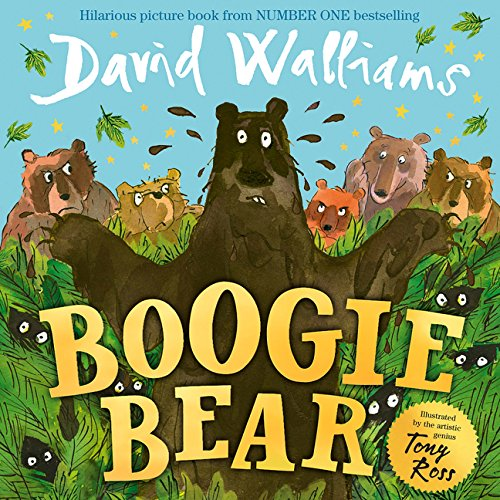 Hilarious picture book from NUMBER ONE bestselling
David Walliams
BOOGIE
BEAR
Illustrated
by the artistic
genius
Tony
Ross